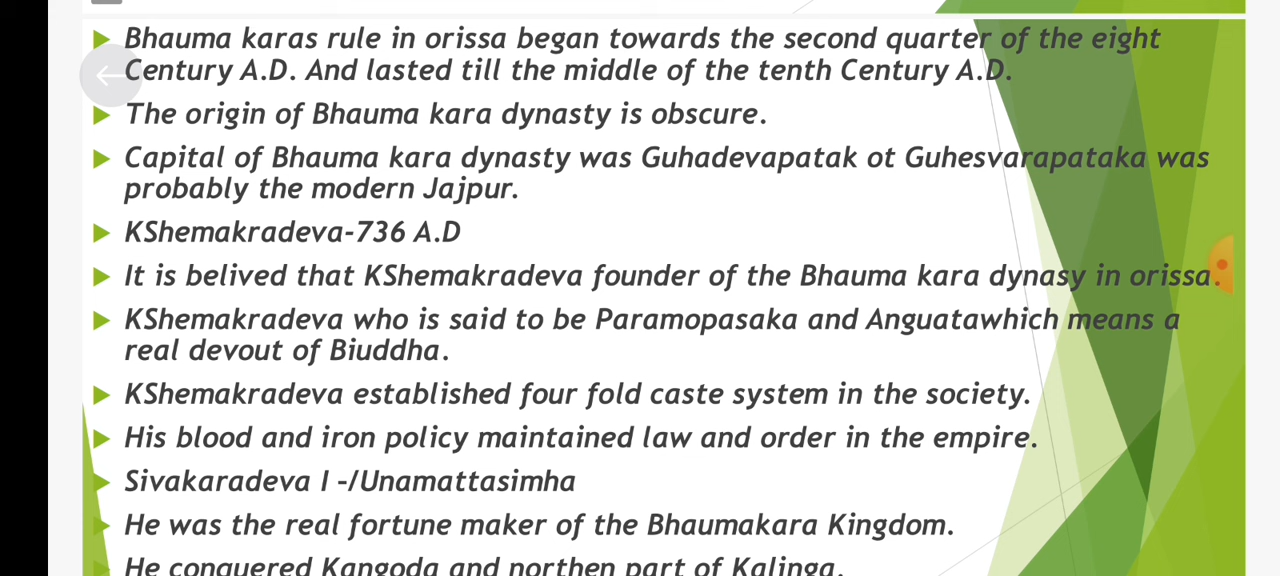 Bhauma karas rule in orissa began towards the second quarter of the eight
Century A.D. And lasted till the middle of the tenth Century A.D.
The origin of Bhauma kara dynasty is obscure.
Capital of Bhauma kara dynasty was Guhadevapatak ot Guhesvarapataka was
probably the modern Jajpur.
KShemakradeva-736 A.D
It is belived that KShemakradeva founder of the Bhauma kara dynasy in orissa.
KShemakradeva who is said to be Paramopasaka and Anguatawhich means a
real devout of Biuddha.
KShemakradeva established four fold caste system in the society.
His blood and iron policy maintained law and order in the empire.
Sivakaradeva I -/Unamattasimha
He was the real fortune maker of the Bhaumakara Kingdom.
He conquered Kangoda and northen part of Kalinga.